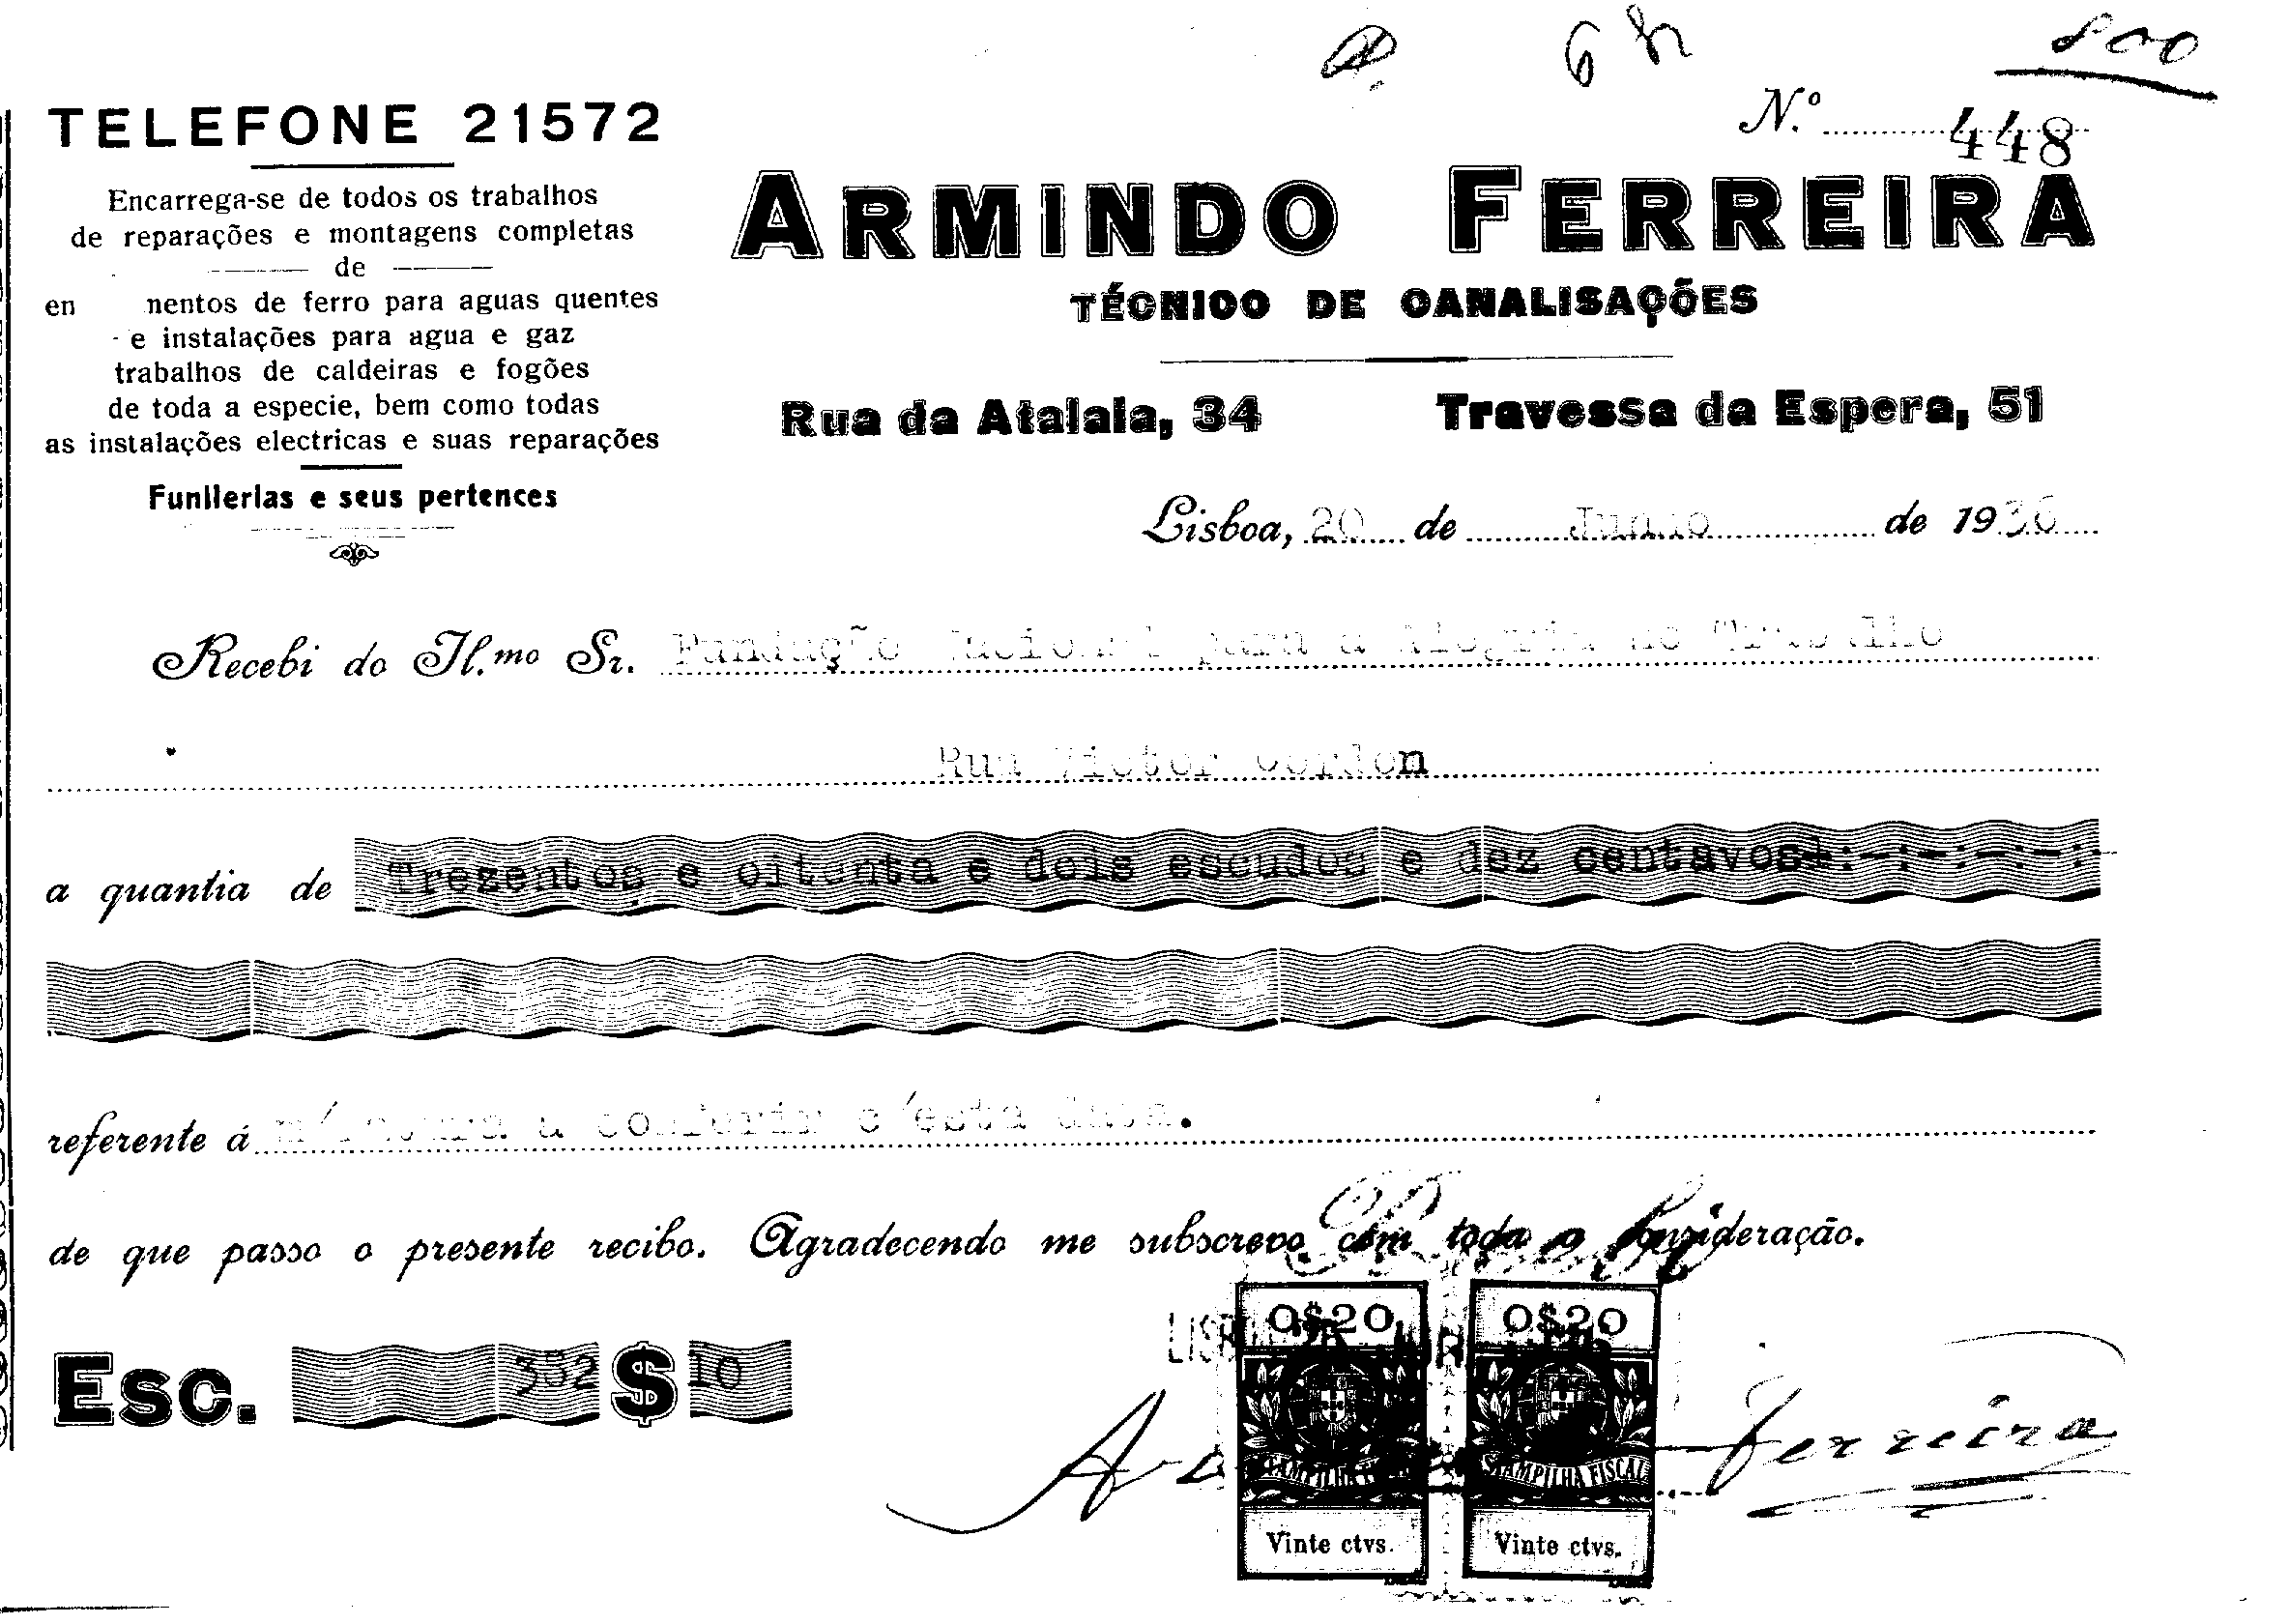 800
Nº 448
TELEFONE 21572
Encarrega-se de todos os trabalhos
de reparações e montagens completas
de
en nentos de ferro para aguas quentes
e instalações para agua e gaz
trabalhos de caldeiras e fogões
de toda a especie, bem como todas
as instalações electricas e suas reparações
Funilerias e seus pertences
ARMINDO FERREIRA
TÉCNICO DE CANALISAÇÕES
Rua da Atalaia, 34 Travessa da Espera, 51
Lisboa, 20 de Junho de 1936
Recebi do Il.mo Sr. Fundação Nacional para a Alegria no Trabalho
Rua Victor Cordon
a quantia de Trezentos e oitenta e dois escudos e dez centavos
referente á m/factura a conferir c/esta data.
de que passo o presente recibo. Agradecendo me subscrevo com toda a consideração.
Esc. 382$10
0$20 0$20
ESTAMPILHA FISCAL
Vinte ctvs. Vinte ctvs.
Ferreira